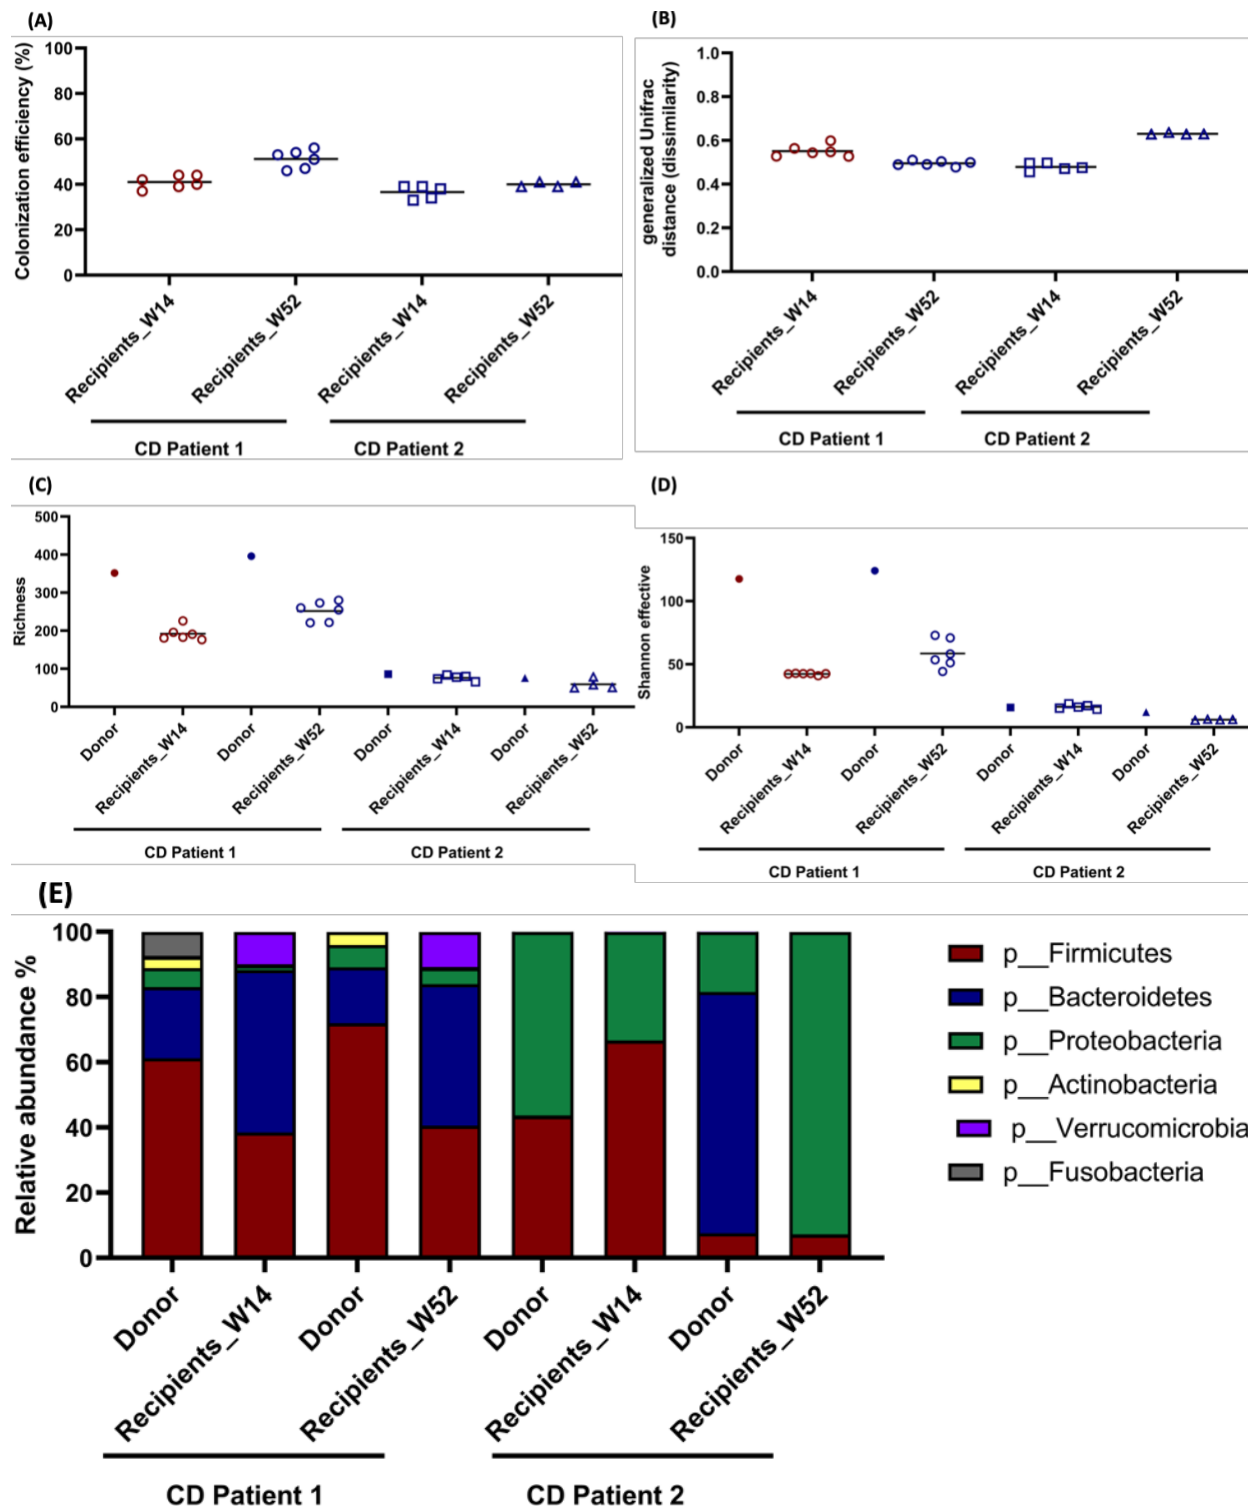 (A)
Colonization efficiency (%)
100
80
60
40
20
0
Recipients_W14
Recipients_W52
Recipients_W14
Recipients_W52
CD Patient 1
CD Patient 2
(B)
generalized Unifrac
distance (dissimilarity)
1.0
0.8
0.6
0.4
0.2
0.0
Recipients_W14
Recipients_W52
Recipients_W14
Recipients_W52
CD Patient 1
CD Patient 2
(C)
Richness
500
400
300
200
100
0
Donor
Recipients_W14
Donor
Recipients_W52
Donor
Recipients_W14
Donor
Recipients_W52
CD Patient 1
CD Patient 2
(D)
Shannon effective
150
100
50
0
Donor
Recipients_W14
Donor
Recipients_W52
Donor
Recipients_W14
Donor
Recipients_W52
CD Patient 1
CD Patient 2
(E)
Relative abundance %
100
80
60
40
20
0
Donor
Recipients_W14
Donor
Recipients_W52
Donor
Recipients_W14
Donor
Recipients_W52
CD Patient 1
CD Patient 2
p__Firmicutes
p__Bacteroidetes
p__Proteobacteria
p__Actinobacteria
p__Verrucomicrobia
p__Fusobacteria